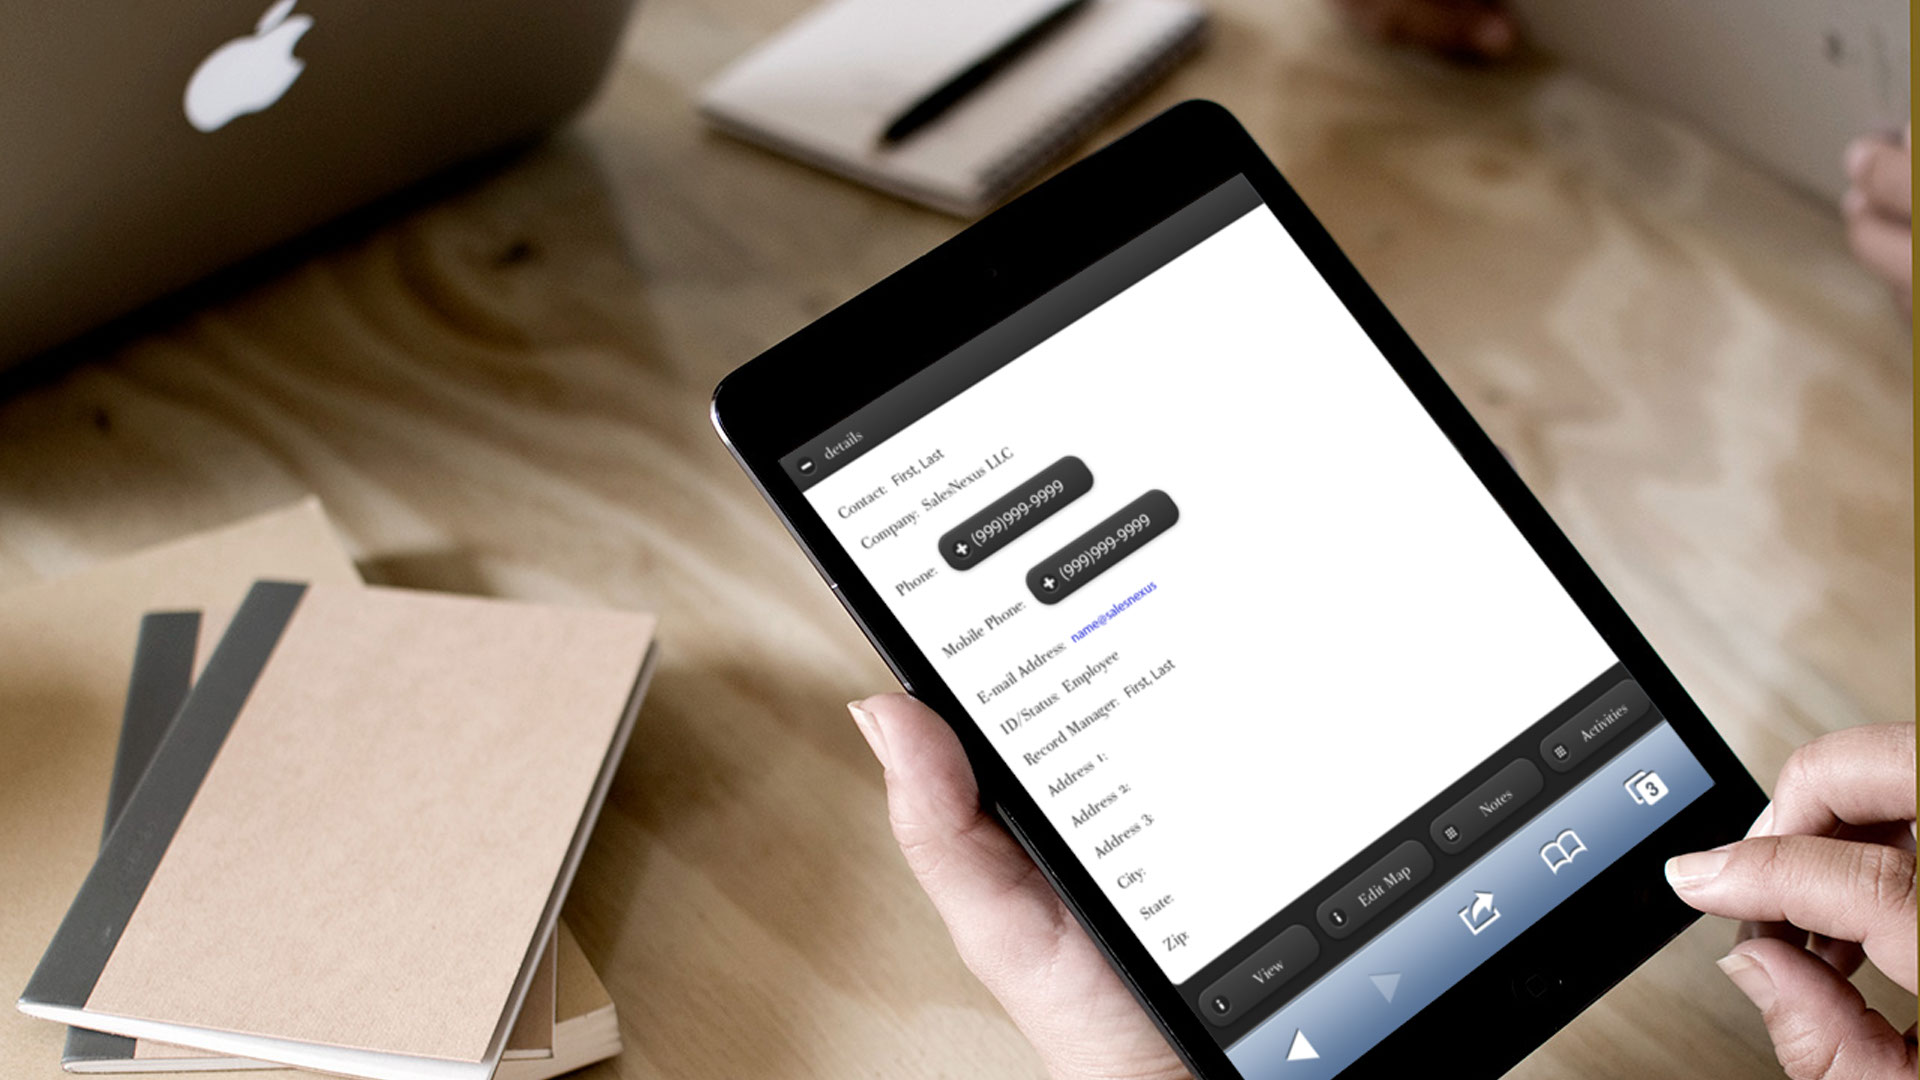 details
Contact: First, Last
Company: SalesNexus LLC
Phone: (999)999-9999
Mobile Phone: (999)999-9999
E-mail Address: name@salesnexus
ID/Status: Employee
Record Manager: First, Last
Address 1:
Address 2:
Address 3:
City:
State:
Zip:
View
Edit Map
Notes
Activities
3